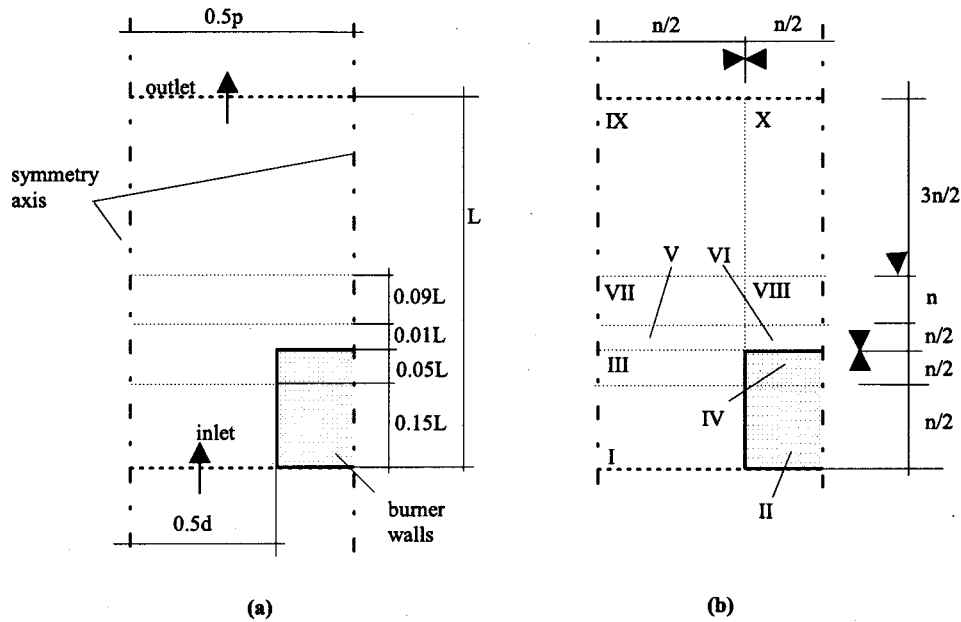 0.5p
outlet
symmetry
axis
L
0.09L
0.01L
0.05L
0.15L
inlet
0.5d
burner
walls
(a)
n/2
n/2
IX
X
3n/2
V
VI
VII
VIII
n
n/2
III
n/2
IV
n/2
I
II
(b)